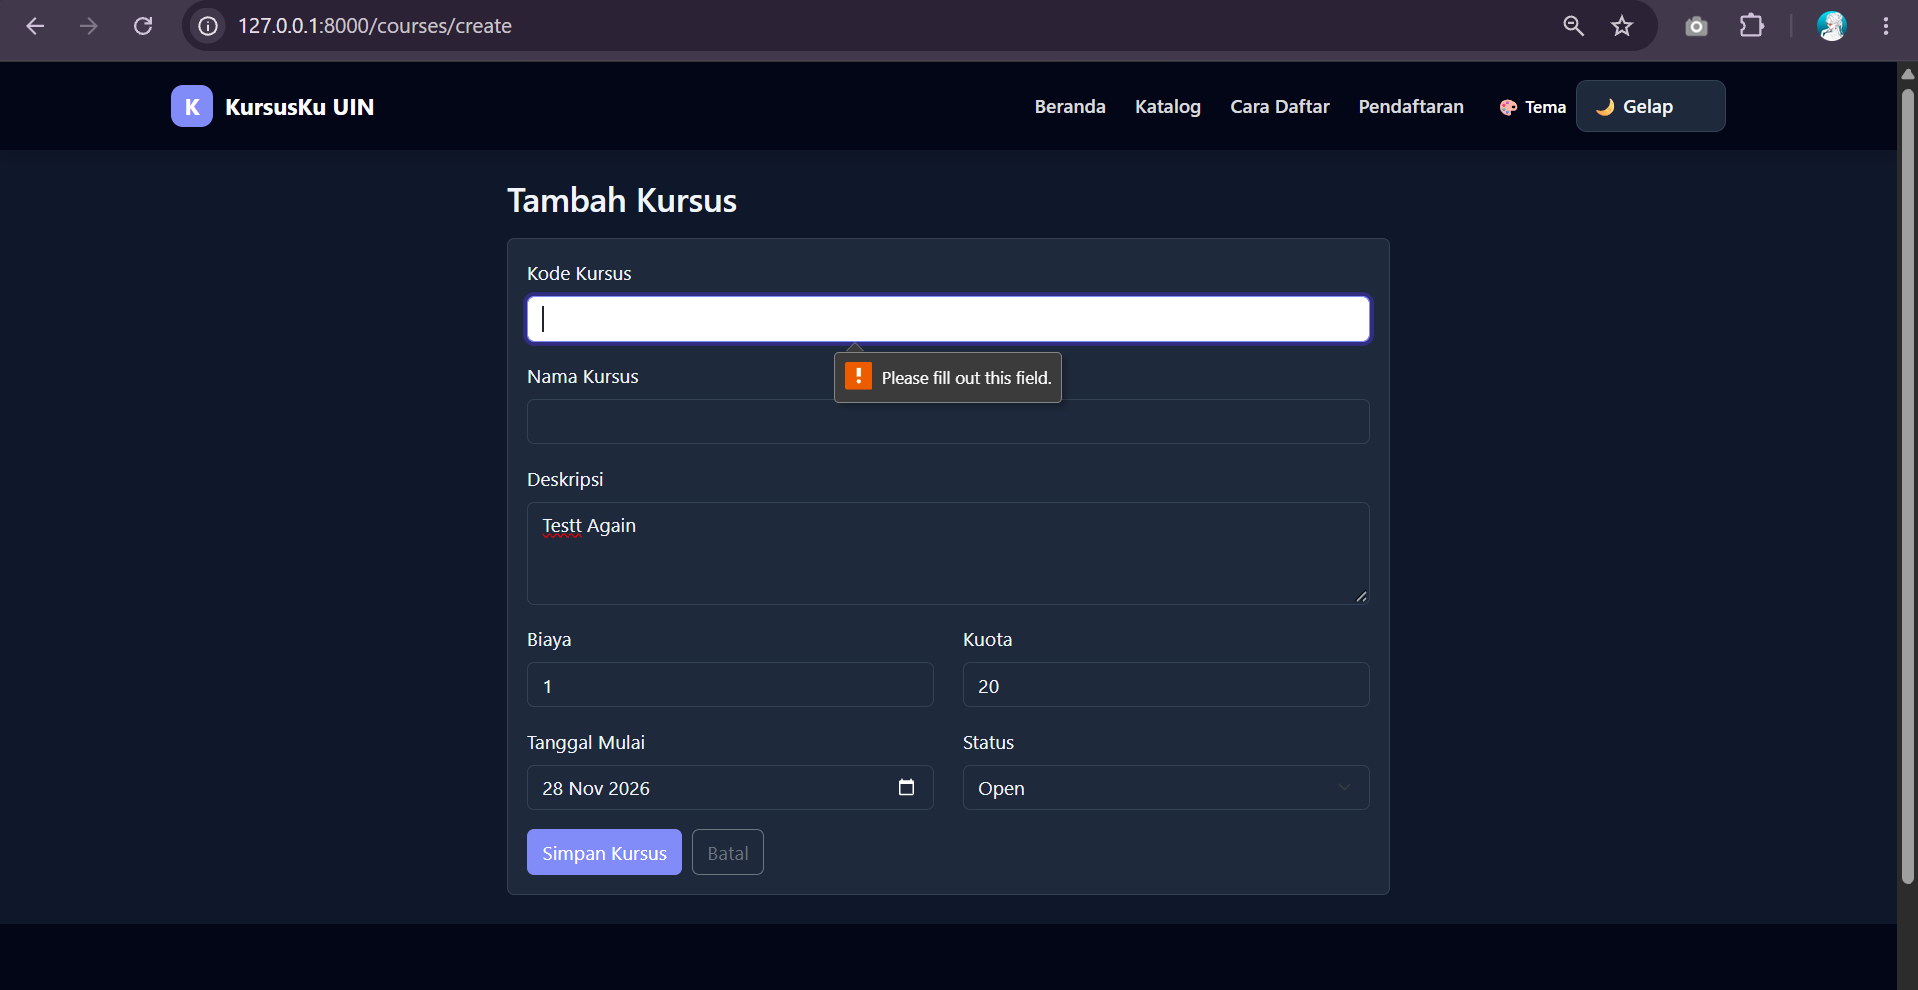 127.0.0.1:8000/courses/create
K KursusKu UIN
Beranda Katalog Cara Daftar Pendaftaran 🎨 Tema 🌙 Gelap
Tambah Kursus
Kode Kursus
! Please fill out this field.
Nama Kursus
Deskripsi
Testt Again
Biaya Kuota
1 20
Tanggal Mulai Status
28 Nov 2026 Open
Simpan Kursus Batal